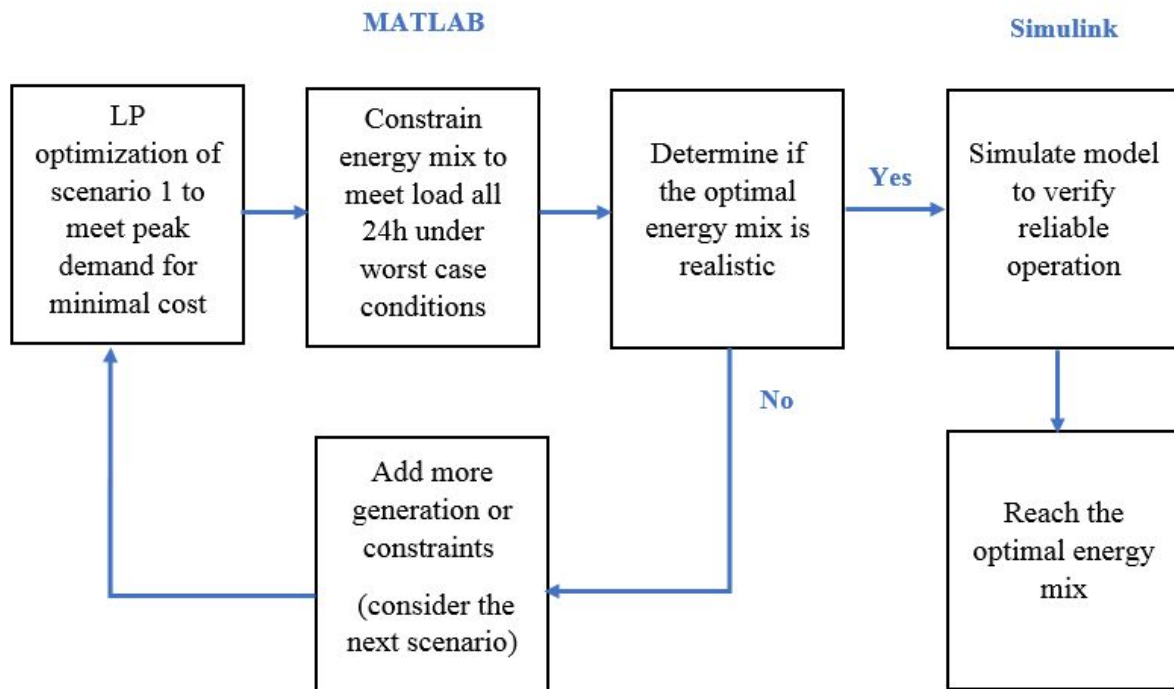 MATLAB
Simulink
LP
optimization of
scenario 1 to
meet peak
demand for
minimal cost
Constrain
energy mix to
meet load all
24h under
worst case
conditions
Determine if
the optimal
energy mix is
realistic
Yes
Simulate model
to verify
reliable
operation
No
Add more
generation or
constraints
(consider the
next scenario)
Reach the
optimal energy
mix